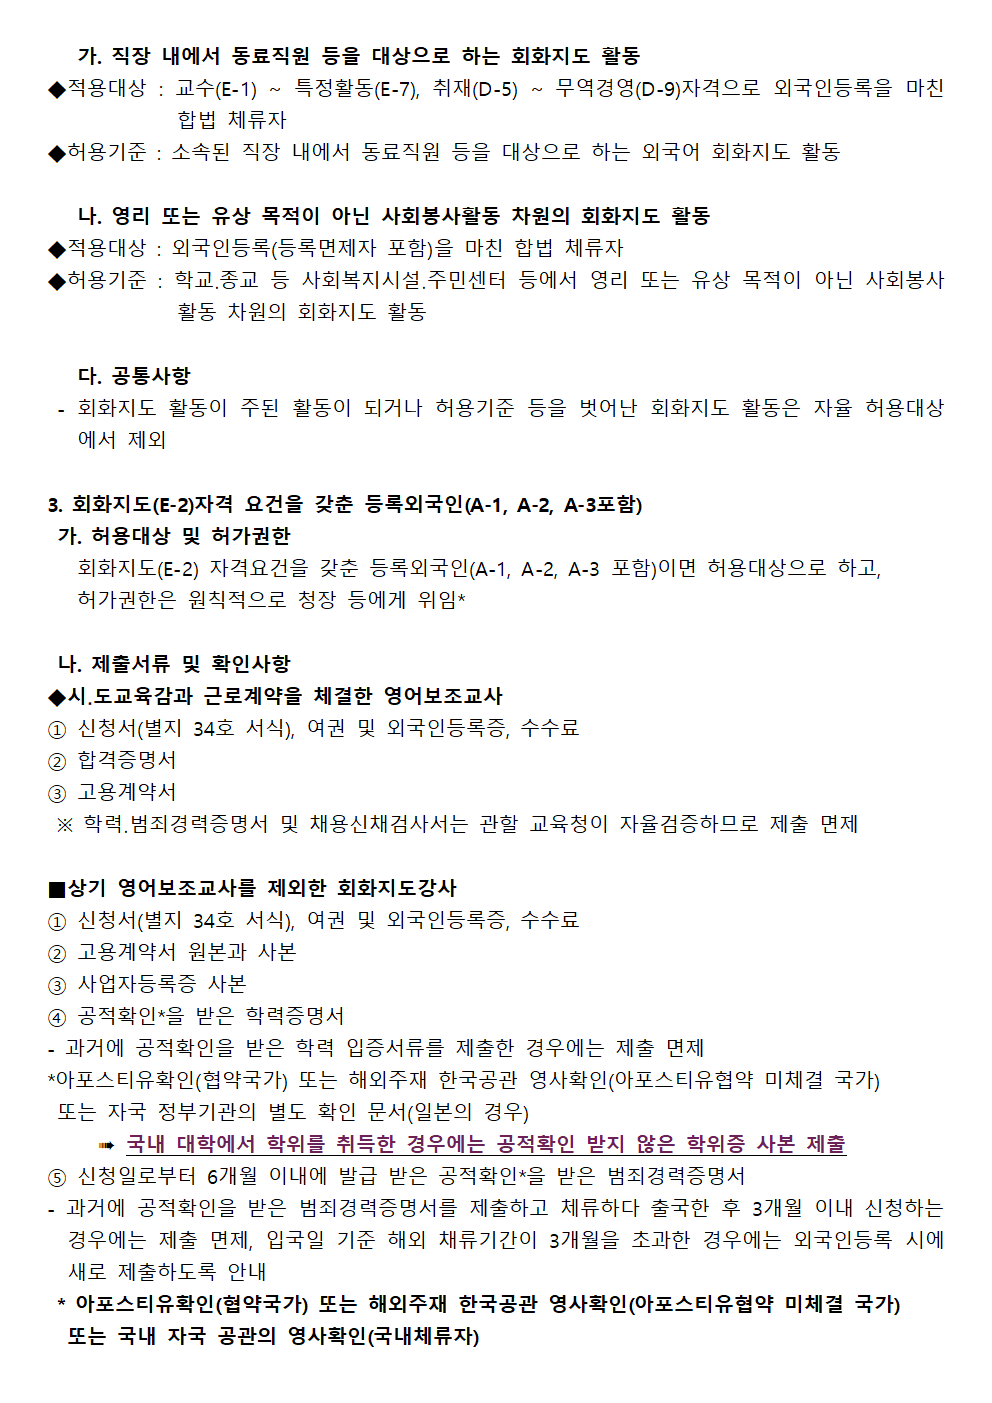 가. 직장 내에서 동료직원 등을 대상으로 하는 회화지도 활동
◆적용대상 : 교수(E-1) ~ 특정활동(E-7), 취재(D-5) ~ 무역경영(D-9)자격으로 외국인등록을 마친
합법 체류자
◆허용기준 : 소속된 직장 내에서 동료직원 등을 대상으로 하는 외국어 회화지도 활동
나. 영리 또는 유상 목적이 아닌 사회봉사활동 차원의 회화지도 활동
◆적용대상 : 외국인등록(등록면제자 포함)을 마친 합법 체류자
◆허용기준 : 학교.종교 등 사회복지시설.주민센터 등에서 영리 또는 유상 목적이 아닌 사회봉사
활동 차원의 회화지도 활동
다. 공통사항
- 회화지도 활동이 주된 활동이 되거나 허용기준 등을 벗어난 회화지도 활동은 자율 허용대상
에서 제외
3. 회화지도(E-2)자격 요건을 갖춘 등록외국인(A-1, A-2, A-3포함)
가. 허용대상 및 허가권한
회화지도(E-2) 자격요건을 갖춘 등록외국인(A-1, A-2, A-3 포함)이면 허용대상으로 하고,
허가권한은 원칙적으로 청장 등에게 위임*
나. 제출서류 및 확인사항
◆시.도교육감과 근로계약을 체결한 영어보조교사
① 신청서(별지 34호 서식), 여권 및 외국인등록증, 수수료
② 합격증명서
③ 고용계약서
※ 학력.범죄경력증명서 및 채용신채검사서는 관할 교육청이 자율검증하므로 제출 면제
■상기 영어보조교사를 제외한 회화지도강사
① 신청서(별지 34호 서식), 여권 및 외국인등록증, 수수료
② 고용계약서 원본과 사본
③ 사업자등록증 사본
④ 공적확인*을 받은 학력증명서
- 과거에 공적확인을 받은 학력 입증서류를 제출한 경우에는 제출 면제
*아포스티유확인(협약국가) 또는 해외주재 한국공관 영사확인(아포스티유협약 미체결 국가)
또는 자국 정부기관의 별도 확인 문서(일본의 경우)
➠ 국내 대학에서 학위를 취득한 경우에는 공적확인 받지 않은 학위증 사본 제출
⑤ 신청일로부터 6개월 이내에 발급 받은 공적확인*을 받은 범죄경력증명서
- 과거에 공적확인을 받은 범죄경력증명서를 제출하고 체류하다 출국한 후 3개월 이내 신청하는
경우에는 제출 면제, 입국일 기준 해외 채류기간이 3개월을 초과한 경우에는 외국인등록 시에
새로 제출하도록 안내
* 아포스티유확인(협약국가) 또는 해외주재 한국공관 영사확인(아포스티유협약 미체결 국가)
또는 국내 자국 공관의 영사확인(국내체류자)